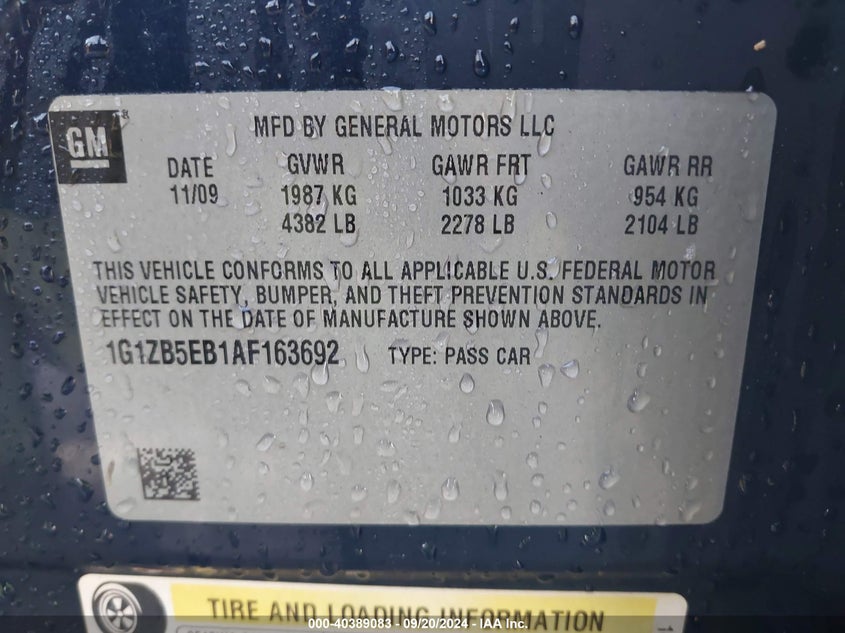 GM
MFD BY GENERAL MOTORS LLC
DATE GVWR GAWR FRT GAWR RR
11/09 1987 KG 1033 KG 954 KG
4382 LB 2278 LB 2104 LB
THIS VEHICLE CONFORMS TO ALL APPLICABLE U.S. FEDERAL MOTOR
VEHICLE SAFETY, BUMPER, AND THEFT PREVENTION STANDARDS IN
EFFECT ON THE DATE OF MANUFACTURE SHOWN ABOVE.
1G1ZB5EB1AF163692 TYPE: PASS CAR
TIRE AND LOADING INFORMATION
000-40389083 - 09/20/2024 - IAA Inc.